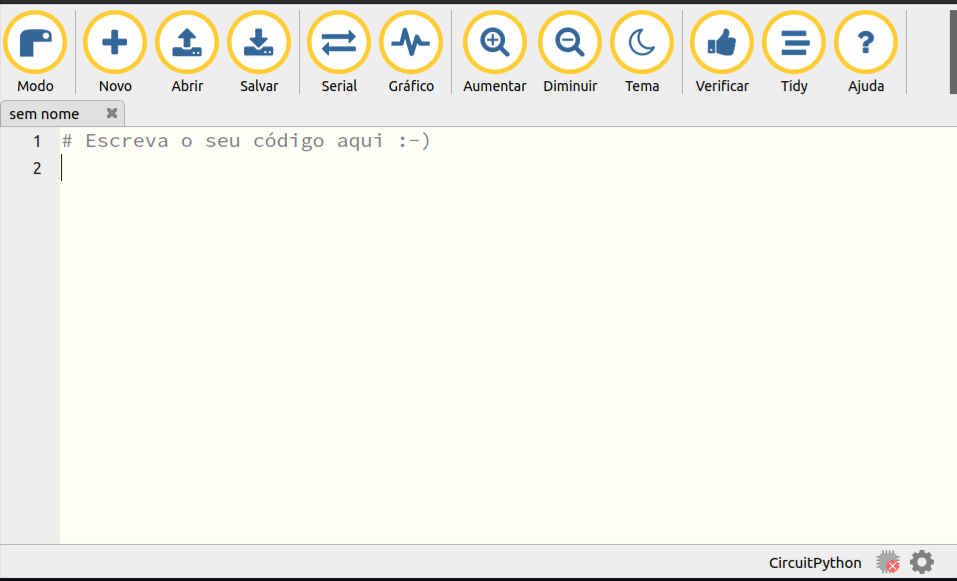 Modo Novo Abrir Salvar Serial Gráfico Aumentar Diminuir Tema Verificar Tidy Ajuda
sem nome
1 # Escreva o seu código aqui :-)
2
CircuitPython